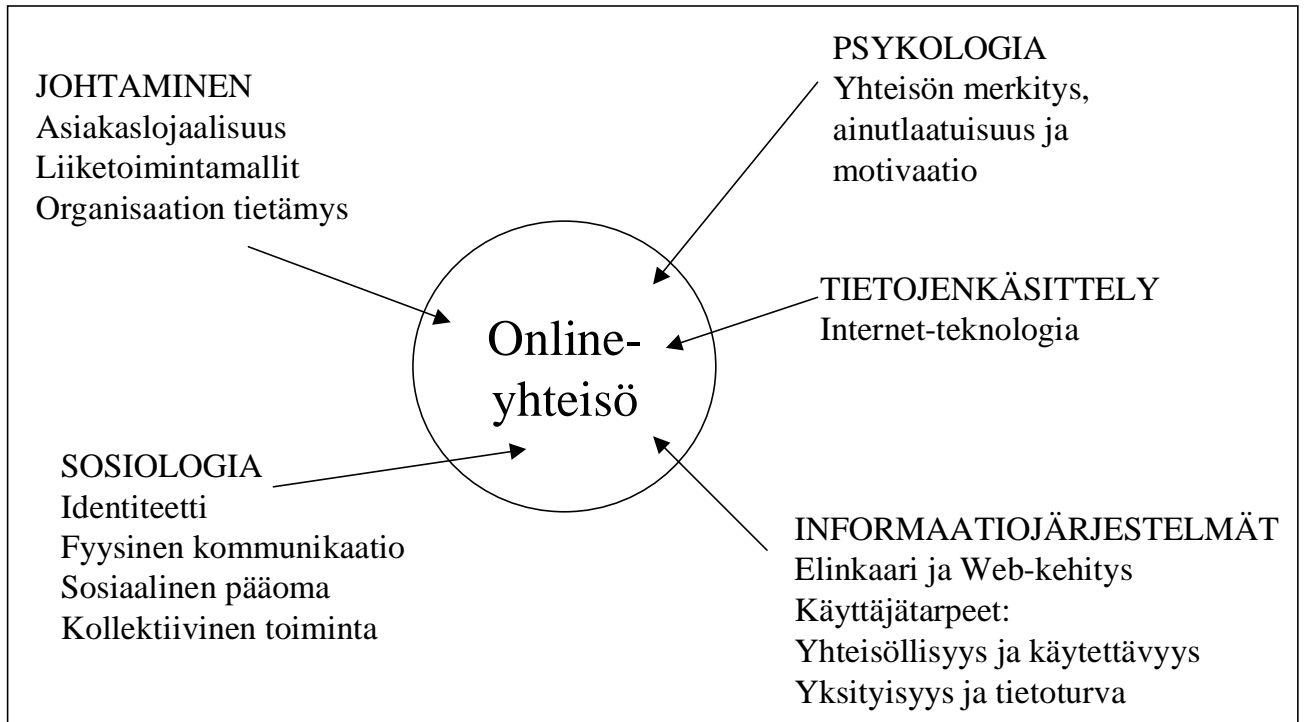 JOHTAMINEN
Asiakaslojaalisuus
Liiketoimintamallit
Organisaation tietämys
PSYKOLOGIA
Yhteisön merkitys,
ainutlaatuisuus ja
motivaatio
TIETOJENKÄSITTELY
Internet-teknologia
Online-
yhteisö
SOSIOLOGIA
Identiteetti
Fyysinen kommunikaatio
Sosiaalinen pääoma
Kollektiivinen toiminta
INFORMAATIOJÄRJESTELMÄT
Elinkaari ja Web-kehitys
Käyttäjätarpeet:
Yhteisöllisyys ja käytettävyys
Yksityisyys ja tietoturva